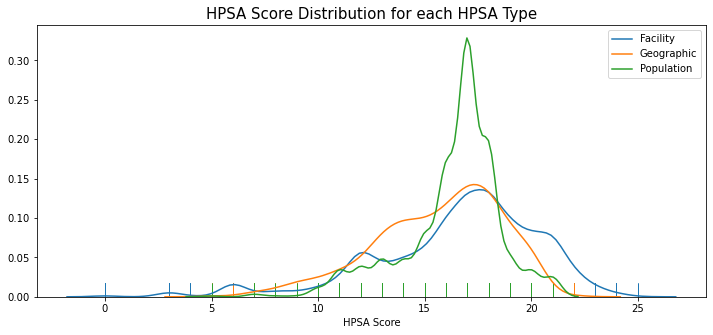 HPSA Score Distribution for each HPSA Type
Facility
Geographic
Population
0.30
0.25
0.20
0.15
0.10
0.05
0.00
0 5 10 15 20 25
HPSA Score